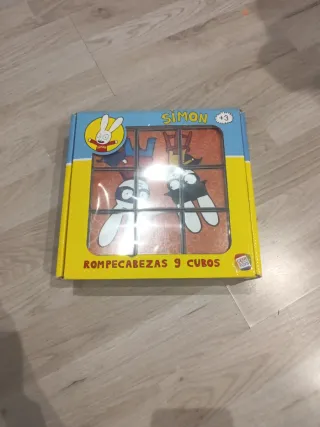 SIMON
+3
ROMPECABEZAS 9 CUBOS